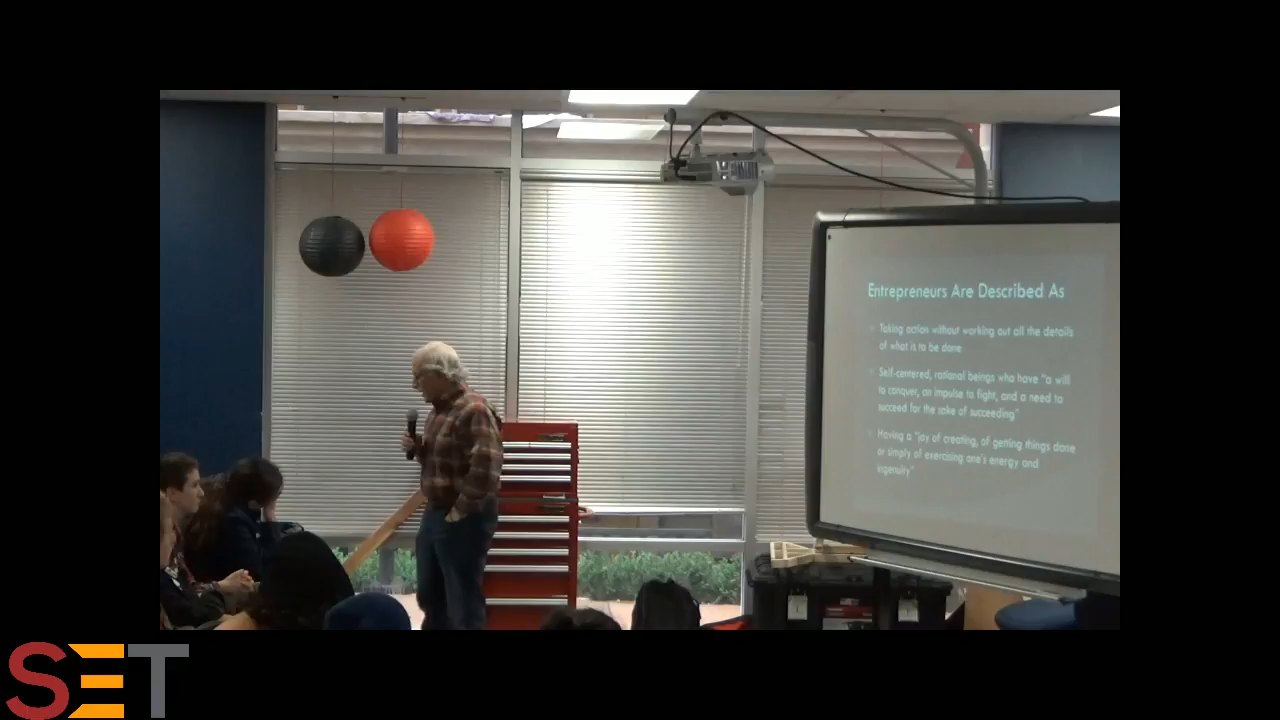 Entrepreneurs Are Described As
Taking action without working out all the details
of what is to be done
Self-centered, rational beings who have "a will
to conquer, an impulse to fight, and a need to
succeed for the sake of succeeding"
Having a "joy of creating, of getting things done
or simply of exercising one's energy and
ingenuity"
SET